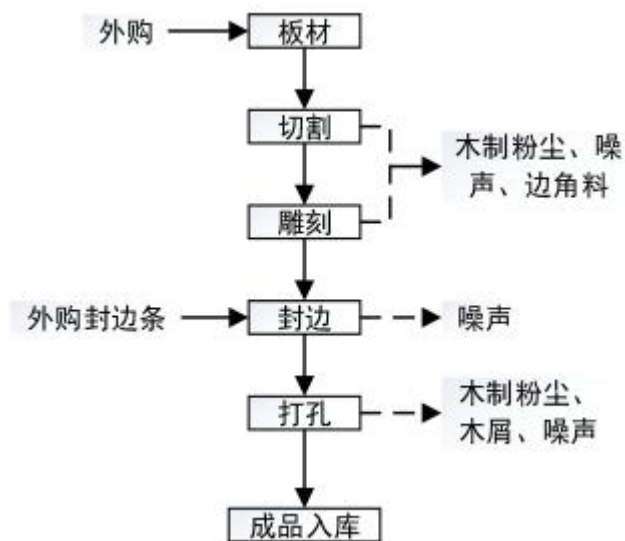 外购
板材
切割
木制粉尘、噪
声、边角料
雕刻
外购封边条
封边
噪声
打孔
木制粉尘、
木屑、噪声
成品入库